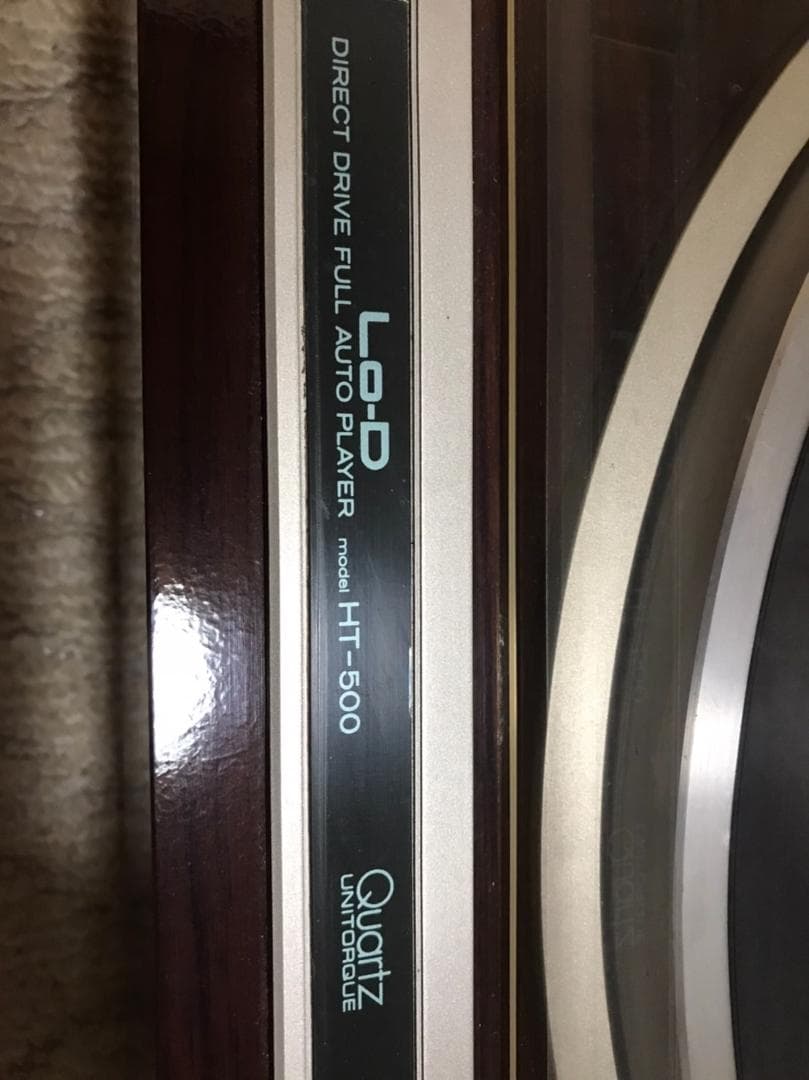 Lo-D
DIRECT DRIVE FULL AUTO PLAYER model HT-500
Quartz
UNITORQUE